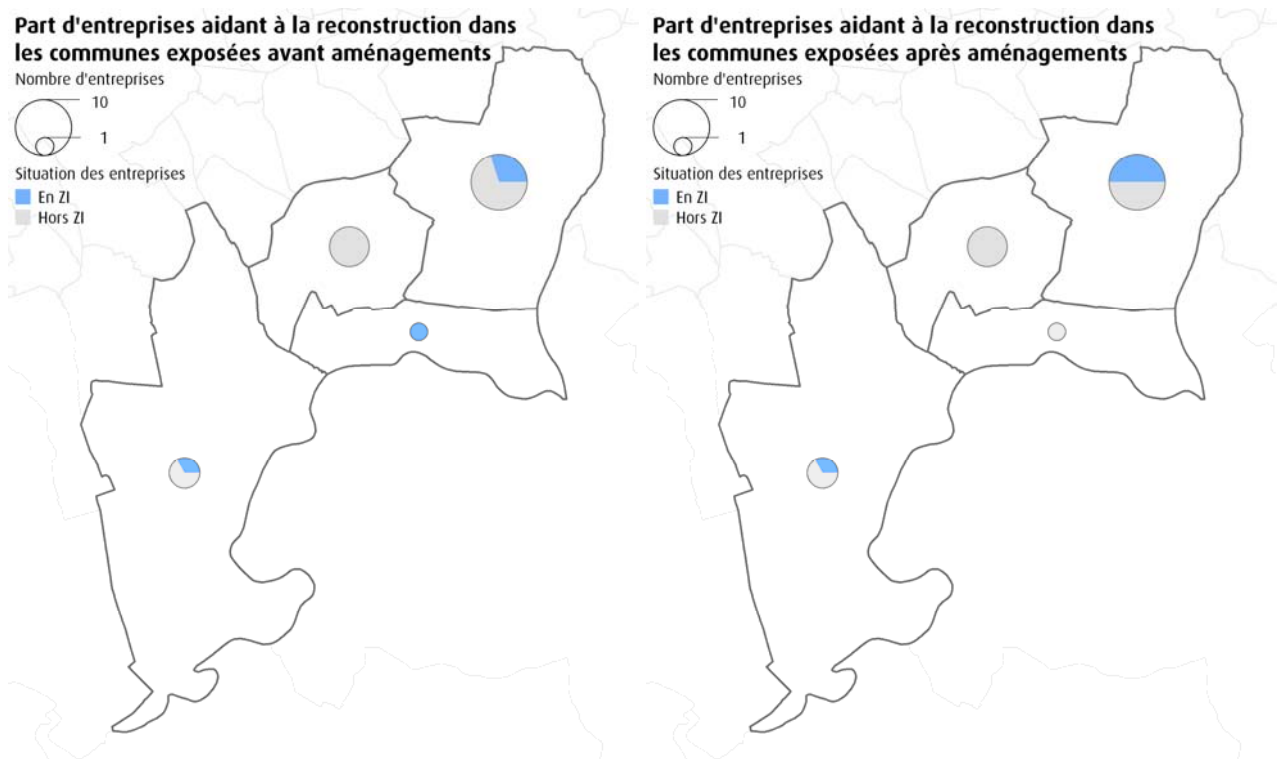 Part d'entreprises aidant à la reconstruction dans
les communes exposées avant aménagements
Nombre d'entreprises
10
1
Situation des entreprises
En ZI
Hors ZI
Part d'entreprises aidant à la reconstruction dans
les communes exposées après aménagements
Nombre d'entreprises
10
1
Situation des entreprises
En ZI
Hors ZI